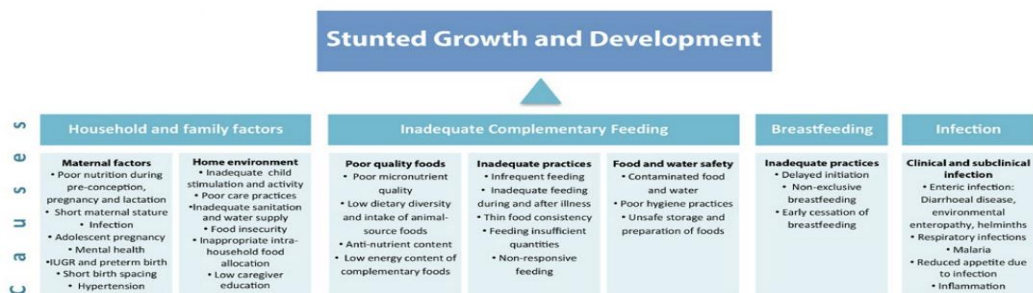 Stunted Growth and Development
Causes
Household and family factors
Maternal factors
• Poor nutrition during
pre-conception,
pregnancy and lactation
• Short maternal stature
• Infection
• Adolescent pregnancy
• Mental health
•IUGR and preterm birth
• Short birth spacing
• Hypertension
Home environment
• Inadequate child
stimulation and activity
• Poor care practices
•Inadequate sanitation
and water supply
• Food insecurity
• Inappropriate intra-
household food
allocation
• Low caregiver
education
Inadequate Complementary Feeding
Poor quality foods
• Poor micronutrient
quality
• Low dietary diversity
and intake of animal-
source foods
• Anti-nutrient content
• Low energy content of
complementary foods
Inadequate practices
• Infrequent feeding
• Inadequate feeding
during and after illness
• Thin food consistency
• Feeding insufficient
quantities
• Non-responsive
feeding
Food and water safety
• Contaminated food
and water
• Poor hygiene practices
• Unsafe storage and
preparation of foods
Breastfeeding
Inadequate practices
• Delayed initiation
• Non-exclusive
breastfeeding
• Early cessation of
breastfeeding
Infection
Clinical and subclinical
infection
• Enteric infection:
Diarrhoeal disease,
environmental
enteropathy, helminths
• Respiratory infections
• Malaria
• Reduced appetite due
to infection
• Inflammation